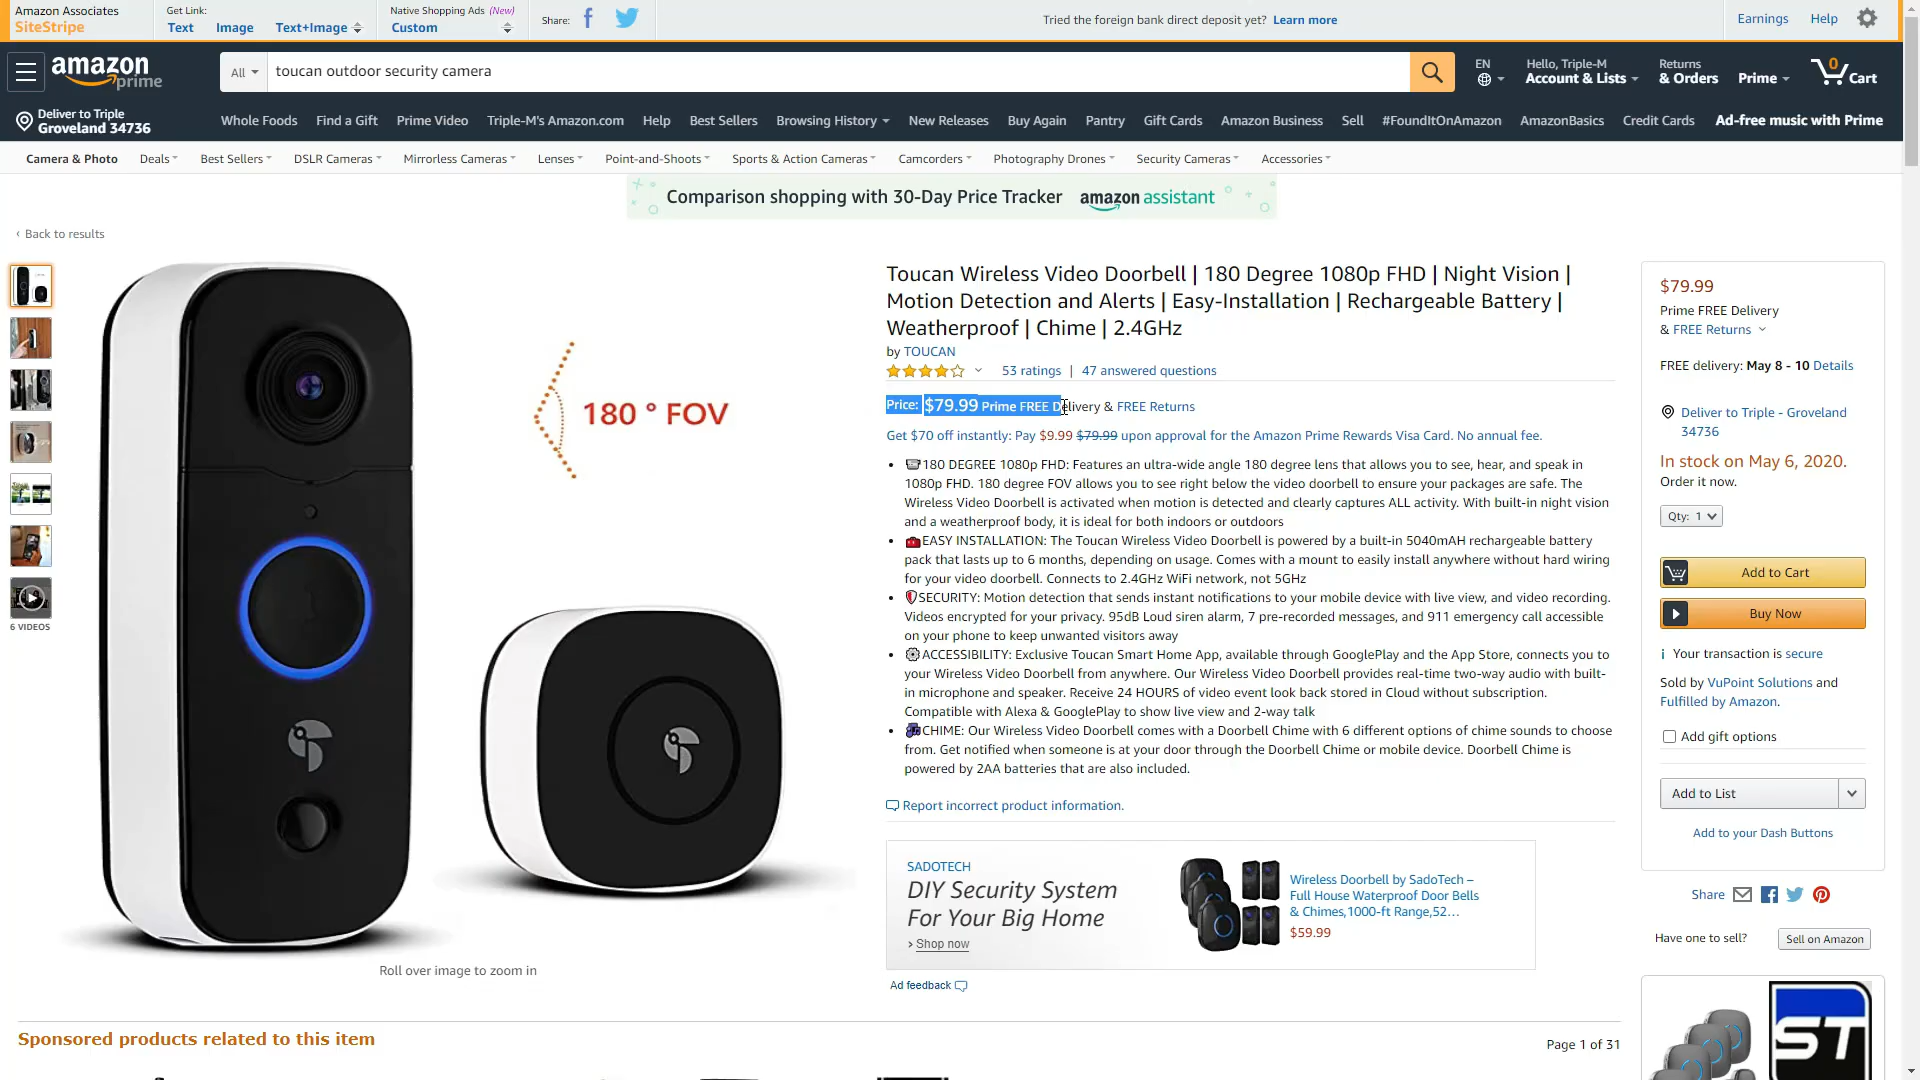 Amazon Associates
SiteStripe
Get Link:
Text Image Text+Image
Native Shopping Ads (New)
Custom
Share:
Tried the foreign bank direct deposit yet? Learn more
Earnings Help
amazon prime
All
toucan outdoor security camera
EN
Hello, Triple-M
Account & Lists
Returns
& Orders
Prime
0
Cart
Deliver to Triple
Groveland 34736
Whole Foods Find a Gift Prime Video Triple-M's Amazon.com Help Best Sellers Browsing History New Releases Buy Again Pantry Gift Cards Amazon Business Sell #FoundItOnAmazon AmazonBasics Credit Cards Ad-free music with Prime
Camera & Photo Deals Best Sellers DSLR Cameras Mirrorless Cameras Lenses Point-and-Shoots Sports & Action Cameras Camcorders Photography Drones Security Cameras Accessories
Comparison shopping with 30-Day Price Tracker amazon assistant
‹ Back to results
6 VIDEOS
180 ° FOV
Roll over image to zoom in
Toucan Wireless Video Doorbell | 180 Degree 1080p FHD | Night Vision |
Motion Detection and Alerts | Easy-Installation | Rechargeable Battery |
Weatherproof | Chime | 2.4GHz
by TOUCAN
53 ratings | 47 answered questions
Price: $79.99 Prime FREE Delivery & FREE Returns
Get $70 off instantly: Pay $9.99 $79.99 upon approval for the Amazon Prime Rewards Visa Card. No annual fee.
• 180 DEGREE 1080p FHD: Features an ultra-wide angle 180 degree lens that allows you to see, hear, and speak in
1080p FHD. 180 degree FOV allows you to see right below the video doorbell to ensure your packages are safe. The
Wireless Video Doorbell is activated when motion is detected and clearly captures ALL activity. With built-in night vision
and a weatherproof body, it is ideal for both indoors or outdoors
• EASY INSTALLATION: The Toucan Wireless Video Doorbell is powered by a built-in 5040mAH rechargeable battery
pack that lasts up to 6 months, depending on usage. Comes with a mount to easily install anywhere without hard wiring
for your video doorbell. Connects to 2.4GHz WiFi network, not 5GHz
• SECURITY: Motion detection that sends instant notifications to your mobile device with live view, and video recording.
Videos encrypted for your privacy. 95dB Loud siren alarm, 7 pre-recorded messages, and 911 emergency call accessible
on your phone to keep unwanted visitors away
• ACCESSIBILITY: Exclusive Toucan Smart Home App, available through GooglePlay and the App Store, connects you to
your Wireless Video Doorbell from anywhere. Our Wireless Video Doorbell provides real-time two-way audio with built-
in microphone and speaker. Receive 24 HOURS of video event look back stored in Cloud without subscription.
Compatible with Alexa & GooglePlay to show live view and 2-way talk
• CHIME: Our Wireless Video Doorbell comes with a Doorbell Chime with 6 different options of chime sounds to choose
from. Get notified when someone is at your door through the Doorbell Chime or mobile device. Doorbell Chime is
powered by 2AA batteries that are also included.
Report incorrect product information.
SADOTECH
DIY Security System
For Your Big Home
› Shop now
Wireless Doorbell by SadoTech –
Full House Waterproof Door Bells
& Chimes,1000-ft Range,52…
$59.99
Ad feedback
$79.99
Prime FREE Delivery
& FREE Returns
FREE delivery: May 8 - 10 Details
Deliver to Triple - Groveland
34736
In stock on May 6, 2020.
Order it now.
Qty: 1
Add to Cart
Buy Now
Your transaction is secure
Sold by VuPoint Solutions and
Fulfilled by Amazon.
Add gift options
Add to List
Add to your Dash Buttons
Share
Have one to sell? Sell on Amazon
ST
Sponsored products related to this item
Page 1 of 31